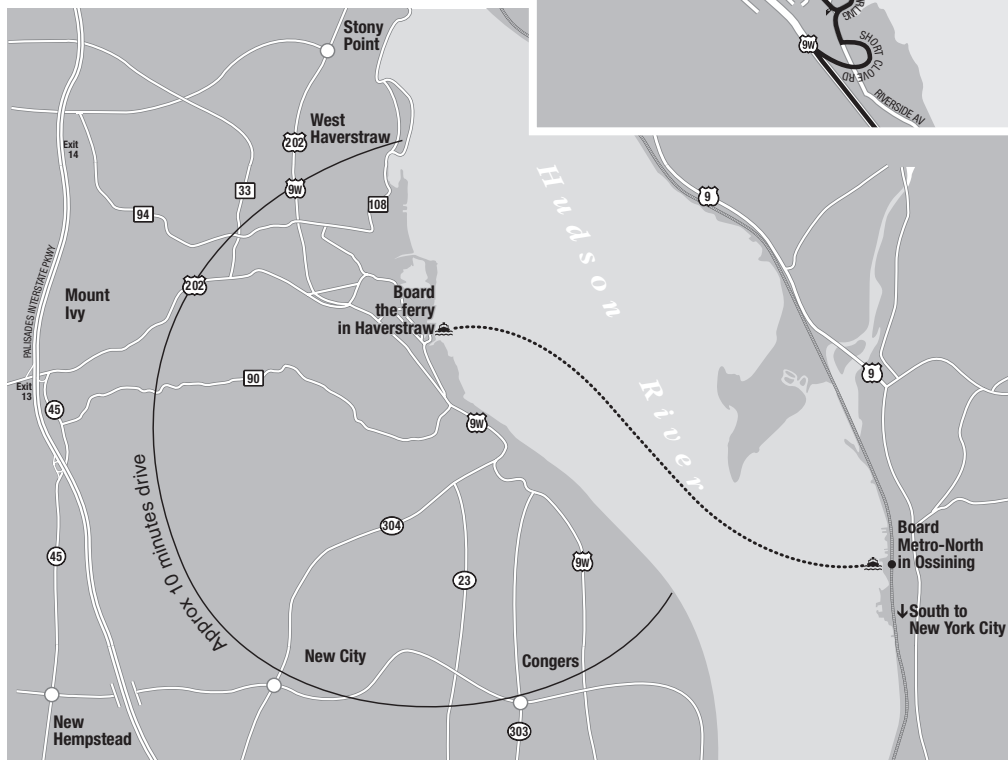 Stony
Point
West
Haverstraw
202
9W
Exit
14
33
94
108
PALISADES INTERSTATE PKWY
Mount
Ivy
202
Board
the ferry
in Haverstraw
Hudson
River
9
9
90
Exit
13
45
9W
Approx 10 minutes drive
304
45
23
9W
Board
Metro-North
in Ossining
↓South to
New York City
New City
Congers
303
New
Hempstead
9W
SHORT CLOVE RD
RIVERSIDE AV